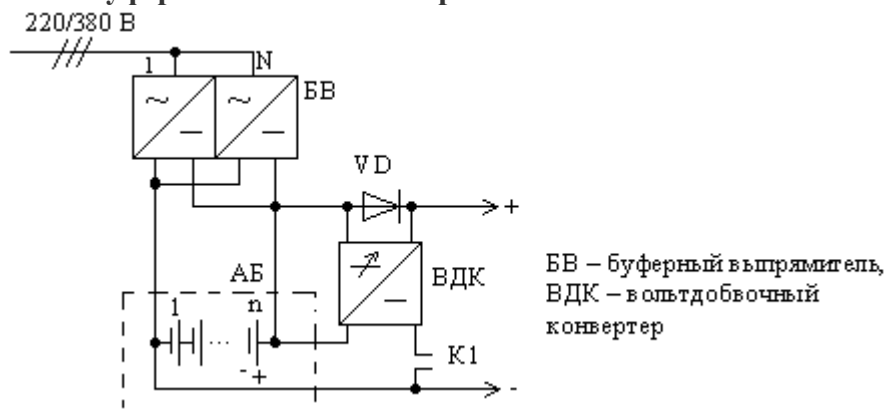 220/380 В
1
N
БВ
VD
+
АБ
ВДК
1
n
...
- +
К1
-
БВ – буферный выпрямитель,
ВДК – вольтдобвочный
конвертер